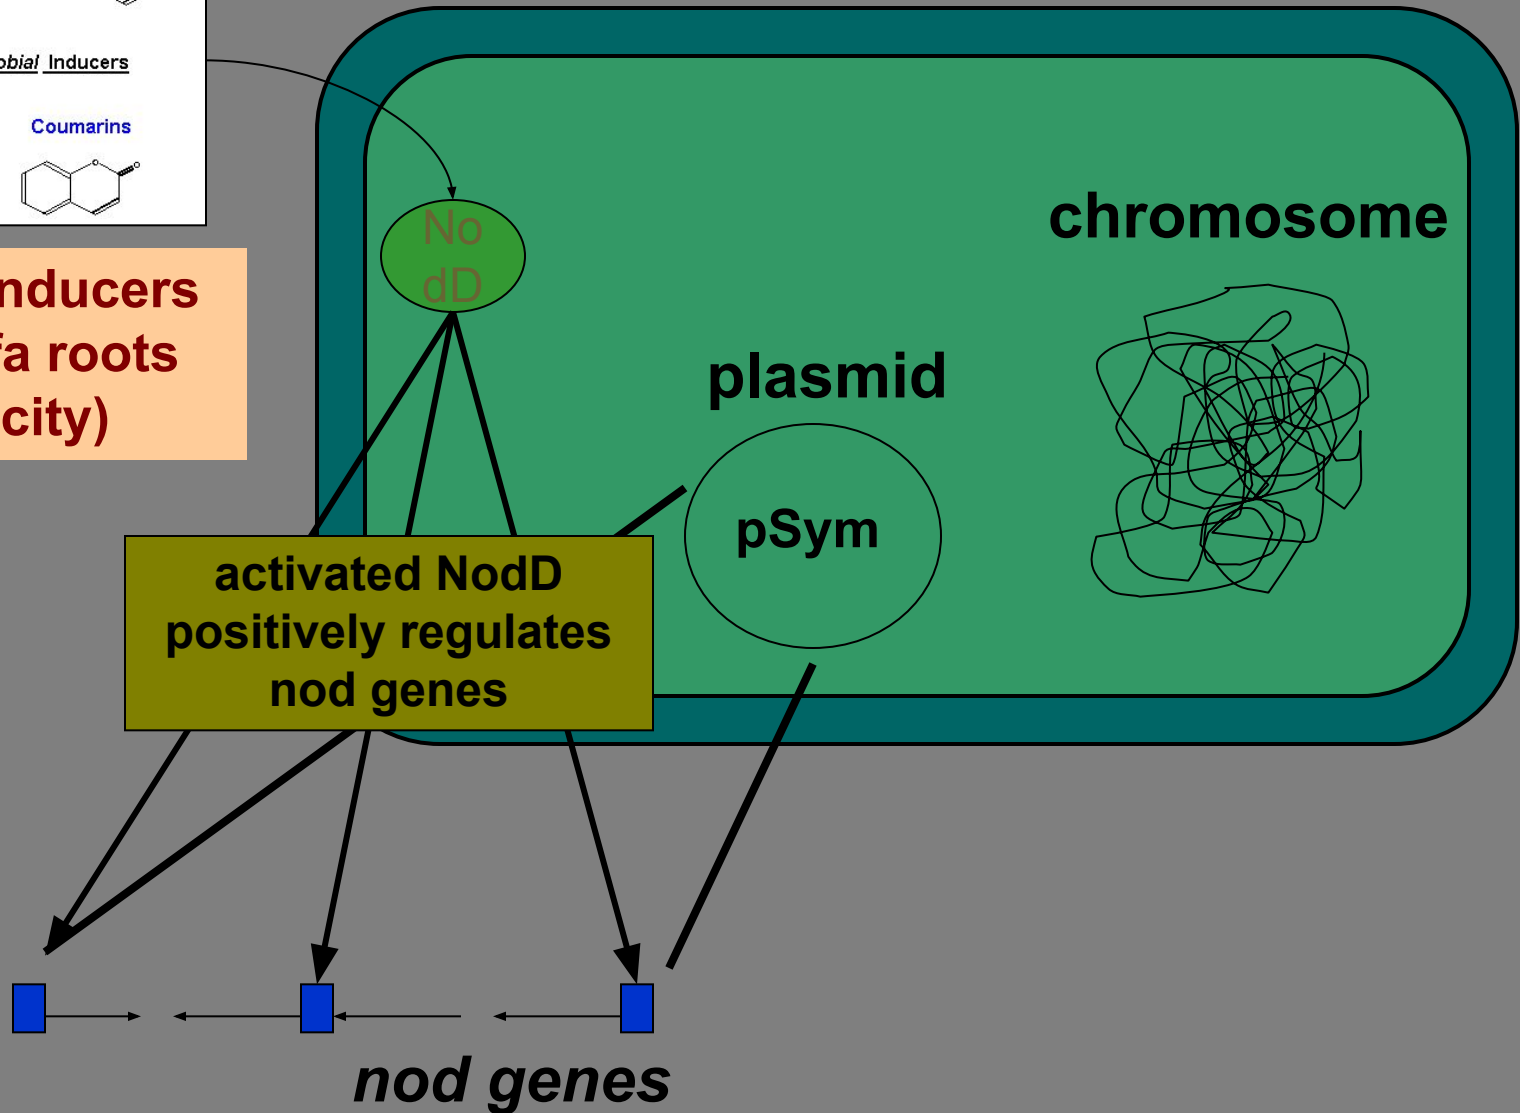 obial Inducers
Coumarins
nducers
fa roots
city)
No
dD
chromosome
plasmid
pSym
activated NodD
positively regulates
nod genes
nod genes